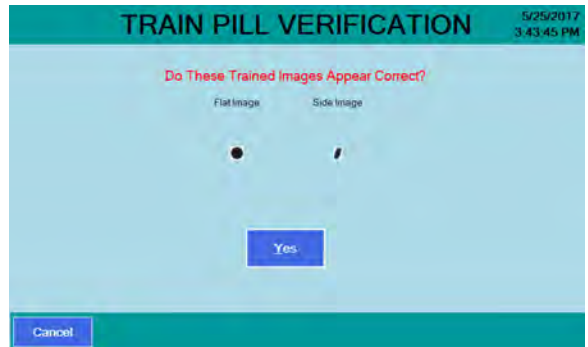 TRAIN PILL VERIFICATION
5/25/2017
3:43:45 PM
Do These Trained Images Appear Correct?
Flat Image
Side Image
Yes
Cancel